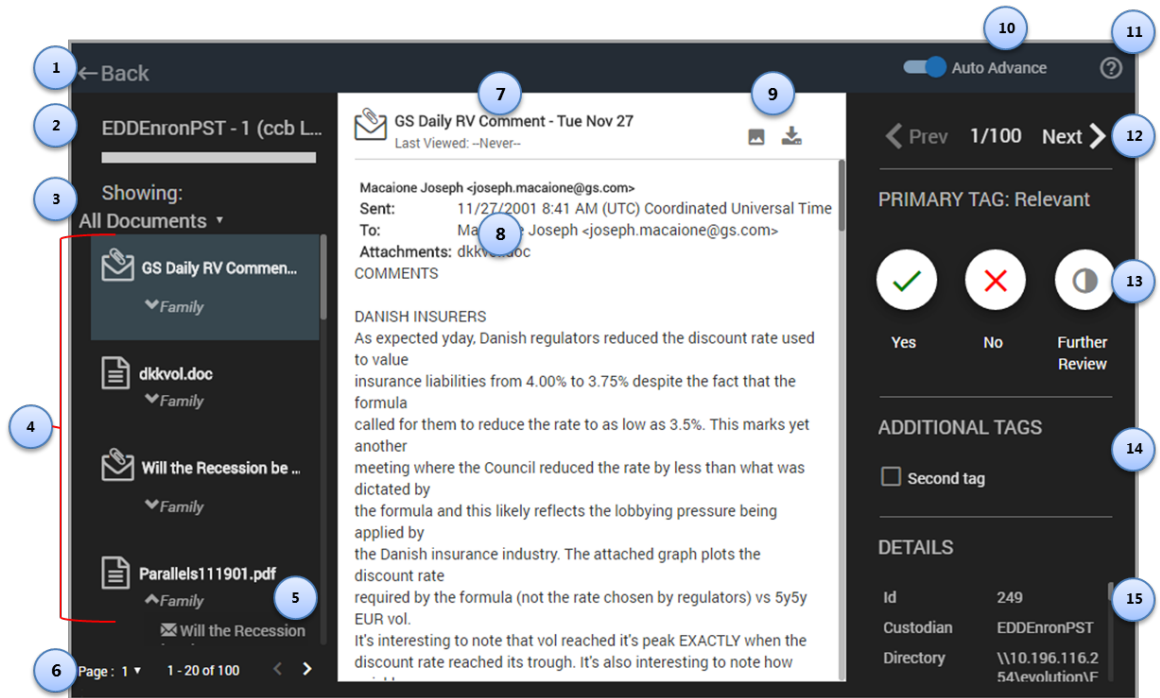 10
11
1
←Back
Auto Advance
?
2
EDDEnronPST - 1 (ccb L...
3
Showing:
All Documents
4
GS Daily RV Commen...
Family
dkkvol.doc
Family
Will the Recession be ...
Family
Parallels111901.pdf
Family
5
Will the Recession
6
Page : 1
1 - 20 of 100
7
GS Daily RV Comment - Tue Nov 27
Last Viewed: --Never--
9
Macaione Joseph <joseph.macaione@gs.com>
Sent: 11/27/2001 8:41 AM (UTC) Coordinated Universal Time
8
To: Joseph <joseph.macaione@gs.com>
Attachments:
COMMENTS
DANISH INSURERS
As expected yday, Danish regulators reduced the discount rate used
to value
insurance liabilities from 4.00% to 3.75% despite the fact that the
formula
called for them to reduce the rate to as low as 3.5%. This marks yet
another
meeting where the Council reduced the rate by less than what was
dictated by
the formula and this likely reflects the lobbying pressure being
applied by
the Danish insurance industry. The attached graph plots the
discount rate
required by the formula (not the rate chosen by regulators) vs 5y5y
EUR vol.
It's interesting to note that vol reached it's peak EXACTLY when the
discount rate reached its trough. It's also interesting to note how
Prev
1/100
Next
12
PRIMARY TAG: Relevant
13
Yes
No
Further
Review
ADDITIONAL TAGS
14
Second tag
DETAILS
15
Id 249
Custodian EDDEnronPST
Directory \\10.196.116.2
54\evolution\E